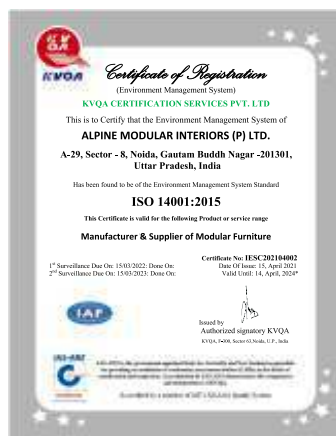 KVQA
Certificate of Registration
(Environment Management System)
KVQA CERTIFICATION SERVICES PVT. LTD
This is to Certify that the Environment Management System of
ALPINE MODULAR INTERIORS (P) LTD.
A-29, Sector - 8, Noida, Gautam Buddh Nagar -201301,
Uttar Pradesh, India
Has been found to be of the Environment Management System Standard
ISO 14001:2015
This Certificate is valid for the following Product or service range
Manufacturer & Supplier of Modular Furniture
Certificate No: IESC202104002
1st Surveillance Due On: 15/03/2022: Done On: Date Of Issue: 15, April 2021
2nd Surveillance Due On: 15/03/2023: Done On: Valid Until: 14, April, 2024*
IAF
Issued by
Authorized signatory KVQA
Sector 63,Noida, U.P., India